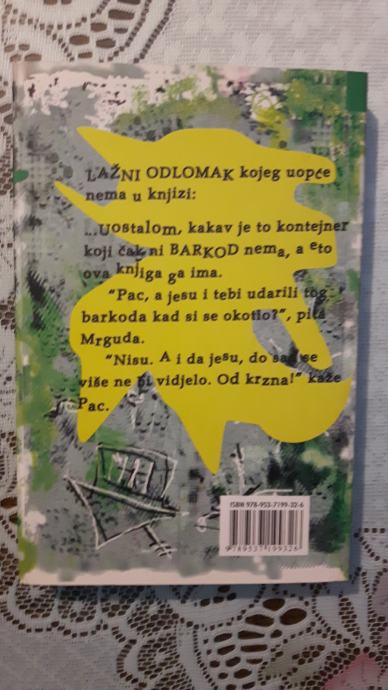 LAŽNI ODLOMAK kojeg uopće
nema u knjizi:
...uostalom, kakav je to kontejner
koji čak ni BARKOD nema, a eto
ova knjiga ga ima.
"Pac, a jesu i tebi udarili tog
barkoda kad si se okotio?", pita
Mrguda.
"Nisu. A i da jesu, do sad se
više ne bi vidjelo. Od krzna!" kaže
Pac.
ISBN 978-953-7199-32-6
9789537199326